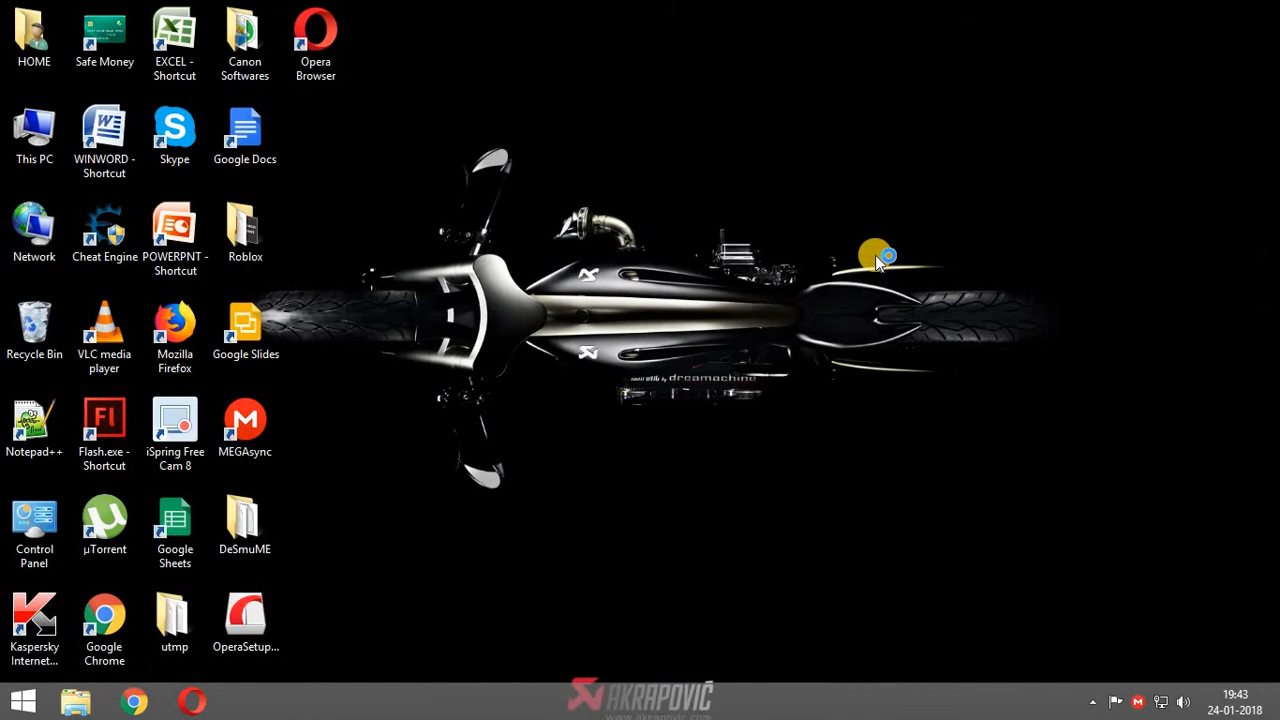 HOME
Safe Money
EXCEL -
Shortcut
Canon
Softwares
Opera
Browser
This PC
WINWORD -
Shortcut
Skype
Google Docs
Network
Cheat Engine
POWERPNT -
Shortcut
Roblox
Recycle Bin
VLC media
player
Mozilla
Firefox
Google Slides
Notepad++
Flash.exe -
Shortcut
iSpring Free
Cam 8
MEGAsync
Control
Panel
µTorrent
Google
Sheets
DeSmuME
Kaspersky
Internet...
Google
Chrome
utmp
OperaSetup...
dreamachine
AKRAPOVIČ
www.akrapovic.com
19:43
24-01-2018